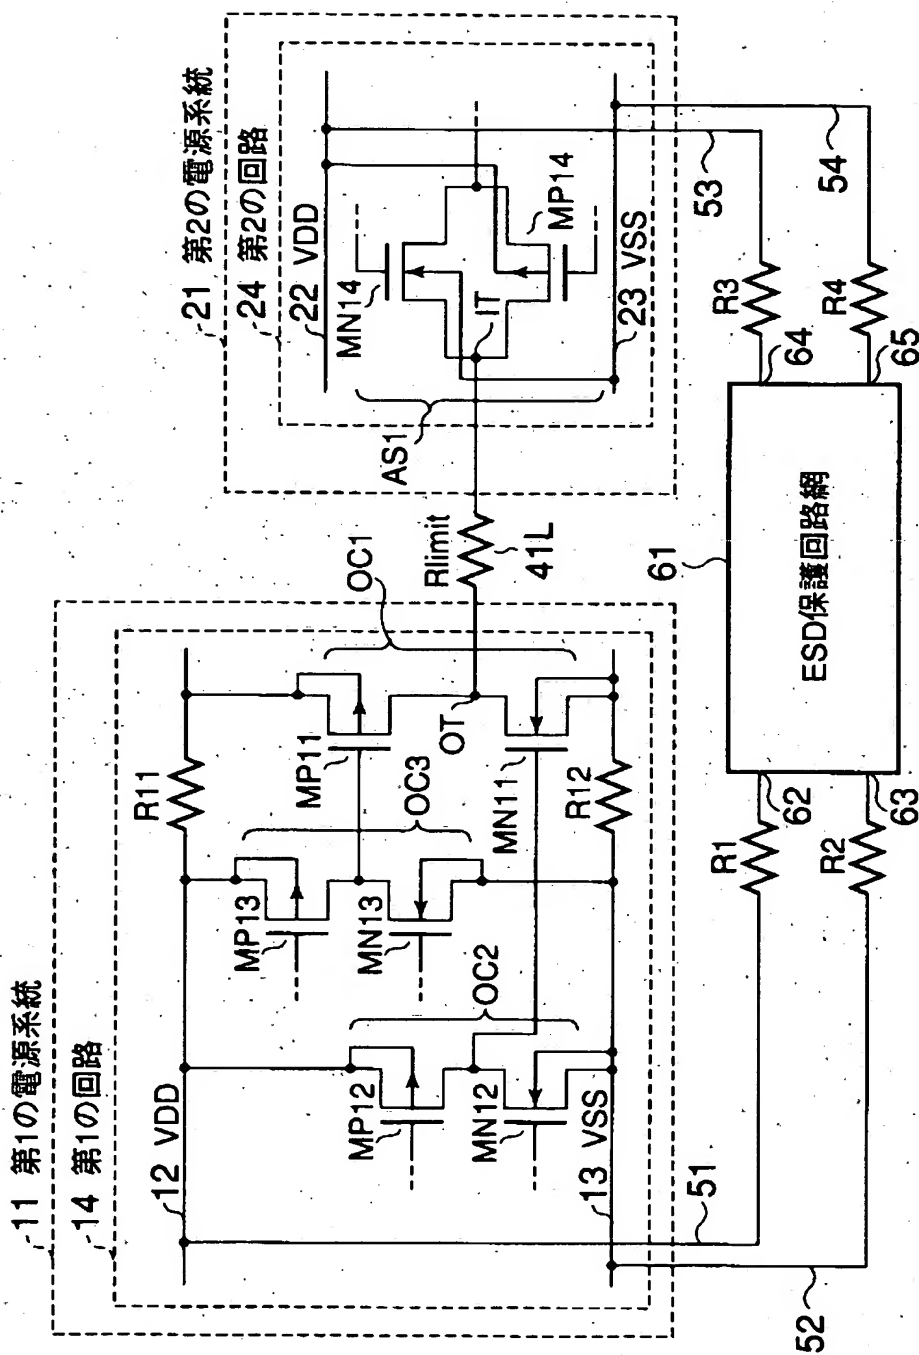 11 第1の電源系統
14 第1の回路
12 VDD
R11
MP13
MN13
OC3
MP11
OC1
OT
MP12
MN12
OC2
MN11
13 VSS
R12
51
52
R1
R2
62
63
61
ESD保護回路網
Rlimit
41L
21 第2の電源系統
24 第2の回路
22 VDD
MN14
IT
MP14
AS1
23 VSS
64
65
R3
R4
53
54